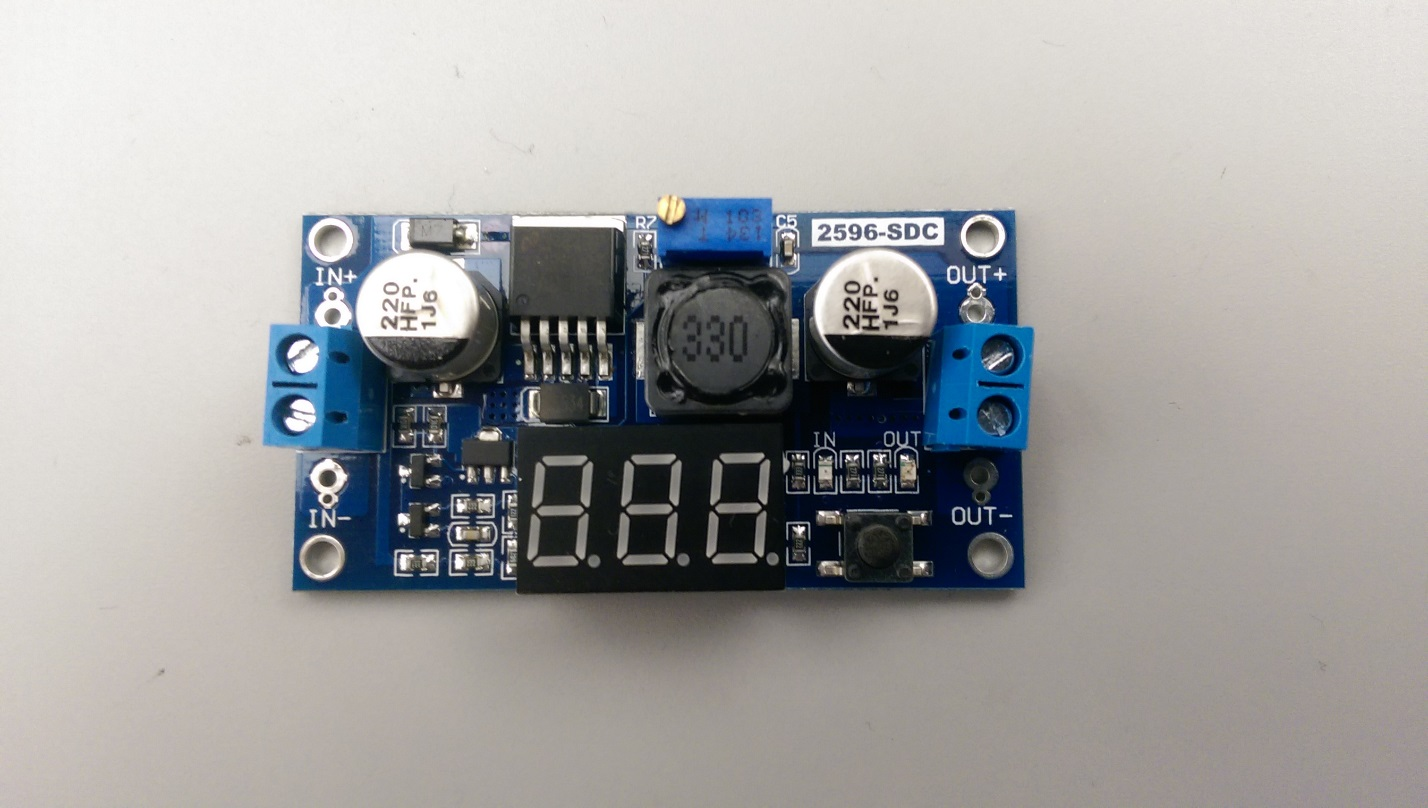 R7
C5
2596-SDC
IN+
OUT+
220
HFP.
1J6
330
220
HFP.
1J6
IN
OUT
IN-
OUT-